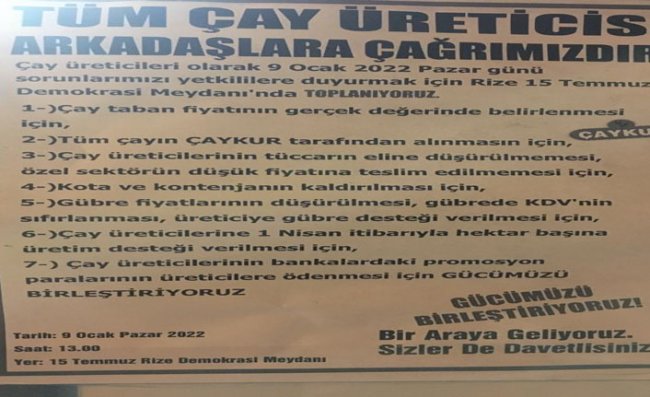 TÜM ÇAY ÜRETİCİS
ARKADAŞLARA ÇAĞRIMIZDIR
Çay üreticileri olarak 9 Ocak 2022 Pazar günü
sorunlarımızı yetkililere duyurmak için Rize 15 Temmuz
Demokrasi Meydanı'nda TOPLANIYORUZ.
1-)Çay taban fiyatının gerçek değerinde belirlenmesi
için,
2-)Tüm çayın ÇAYKUR tarafından alınması için,
ÇAYKUR
3-)Çay üreticilerinin tüccarın eline düşürülmemesi,
özel sektörün düşük fiyatına teslim edilmemesi için,
4-)Kota ve kontenjanın kaldırılması için,
5-)Gübre fiyatlarının düşürülmesi, gübrede KDV'nin
sıfırlanması, üreticiye gübre desteği verilmesi için,
6-)Çay üreticilerine 1 Nisan itibarıyla hektar başına
üretim desteği verilmesi için,
7-) Çay üreticilerinin bankalardaki promosyon
paralarının üreticilere ödenmesi için GÜCÜMÜZÜ
BİRLEŞTİRİYORUZ
GÜCÜMÜZÜ
BİRLEŞTİRİYORUZ!
Bir Araya Geliyoruz.
Sizler De Davetlisiniz
Tarih: 9 Ocak Pazar 2022
Saat: 13.00
Yer: 15 Temmuz Rize Demokrasi Meydanı